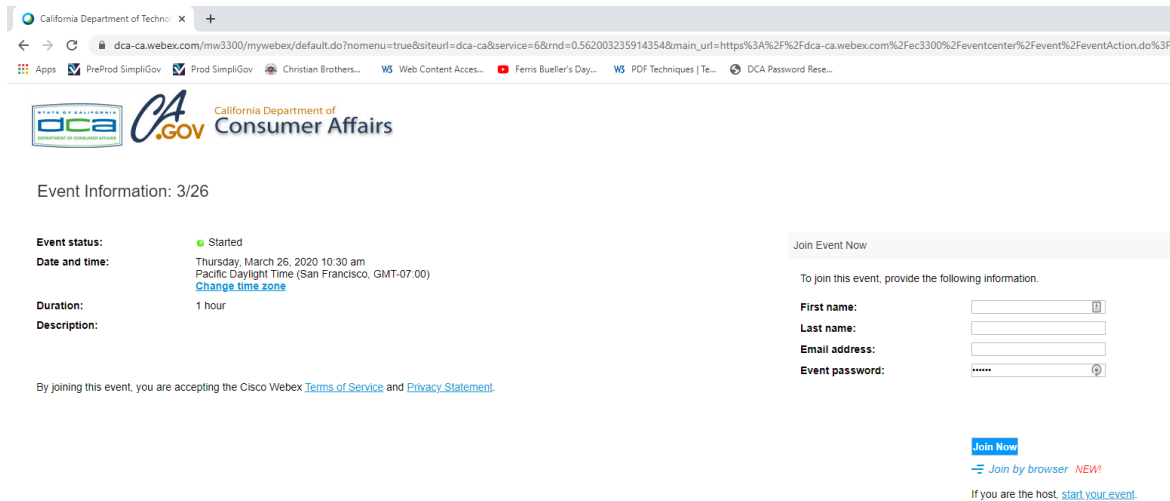 California Department of Technol
dca-ca.webex.com/mw3300/mywebex/default.do?nomenu=true&siteurl=dca-ca&service=6&rnd=0.562003235914354&main_url=https%3A%2F%2Fdca-ca.webex.com%2Fec3300%2Feventcenter%2Fevent%2FeventAction.do%3F
Apps PreProd SimpliGov Prod SimpliGov Christian Brothers... Web Content Acces... Ferris Bueller's Day... PDF Techniques | Te... DCA Password Rese...
STATE OF CALIFORNIA
dca
DEPARTMENT OF CONSUMER AFFAIRS
CA
.GOV
California Department of
Consumer Affairs
Event Information: 3/26
Event status: Started
Date and time: Thursday, March 26, 2020 10:30 am
Pacific Daylight Time (San Francisco, GMT-07:00)
Change time zone
Duration: 1 hour
Description:
By joining this event, you are accepting the Cisco Webex Terms of Service and Privacy Statement.
Join Event Now
To join this event, provide the following information.
First name:
Last name:
Email address:
Event password: ••••••
Join Now
Join by browser NEW!
If you are the host, start your event.